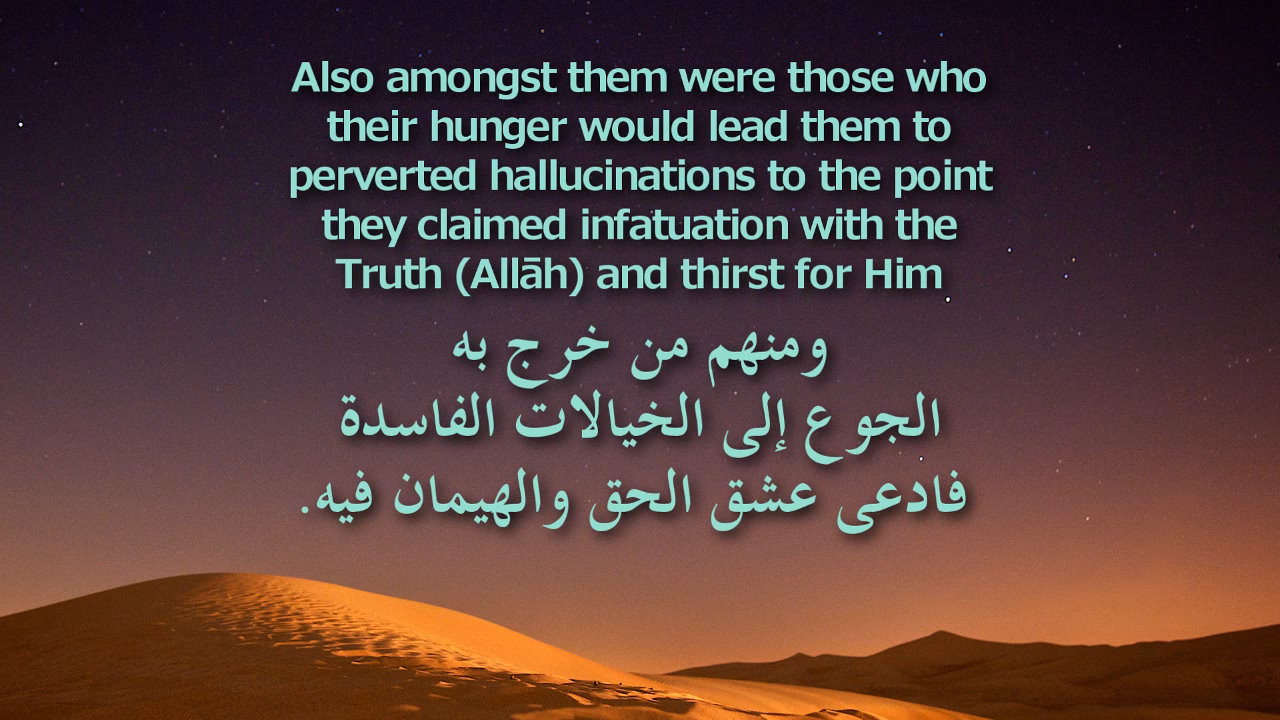 Also amongst them were those who
their hunger would lead them to
perverted hallucinations to the point
they claimed infatuation with the
Truth (Allāh) and thirst for Him
ومنهم من خرج به
الجوع إلى الخيالات الفاسدة
فادعى عشق الحق والهيمان فيه.